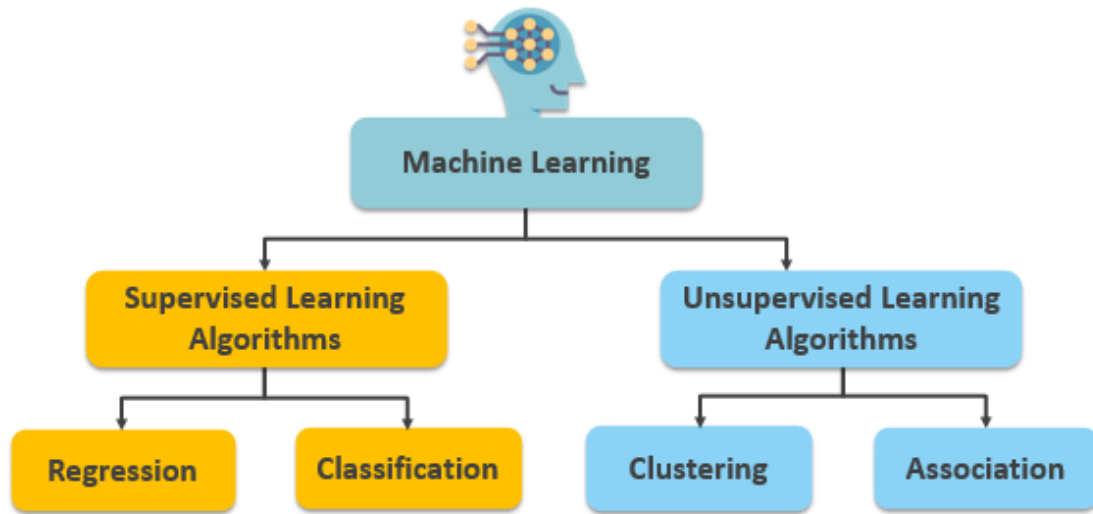 Machine Learning
Supervised Learning
Algorithms
Unsupervised Learning
Algorithms
Regression
Classification
Clustering
Association